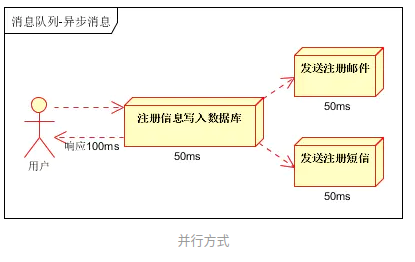 消息队列-异步消息
发送注册邮件
50ms
注册信息写入数据库
响应100ms
50ms
用户
发送注册短信
50ms
并行方式